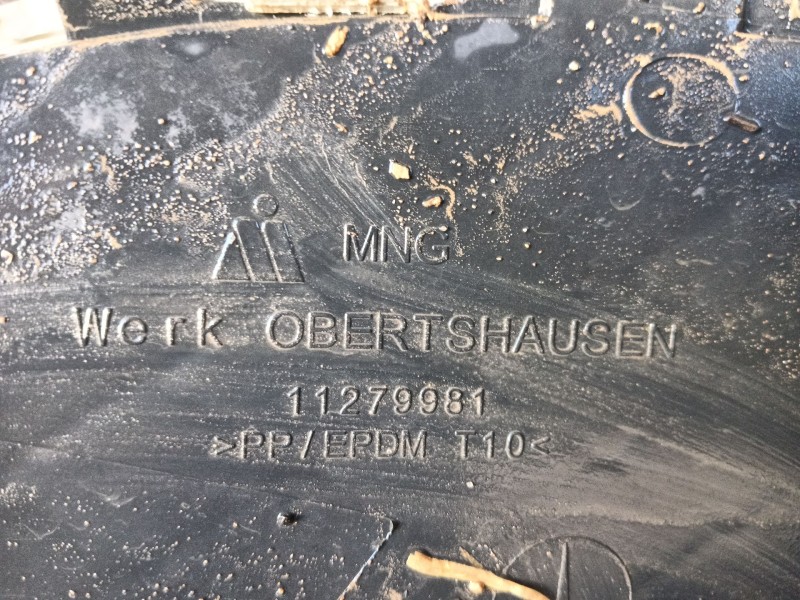 MNG
Werk OBERTSHAUSEN
11279981
>PP/EPDM T10<